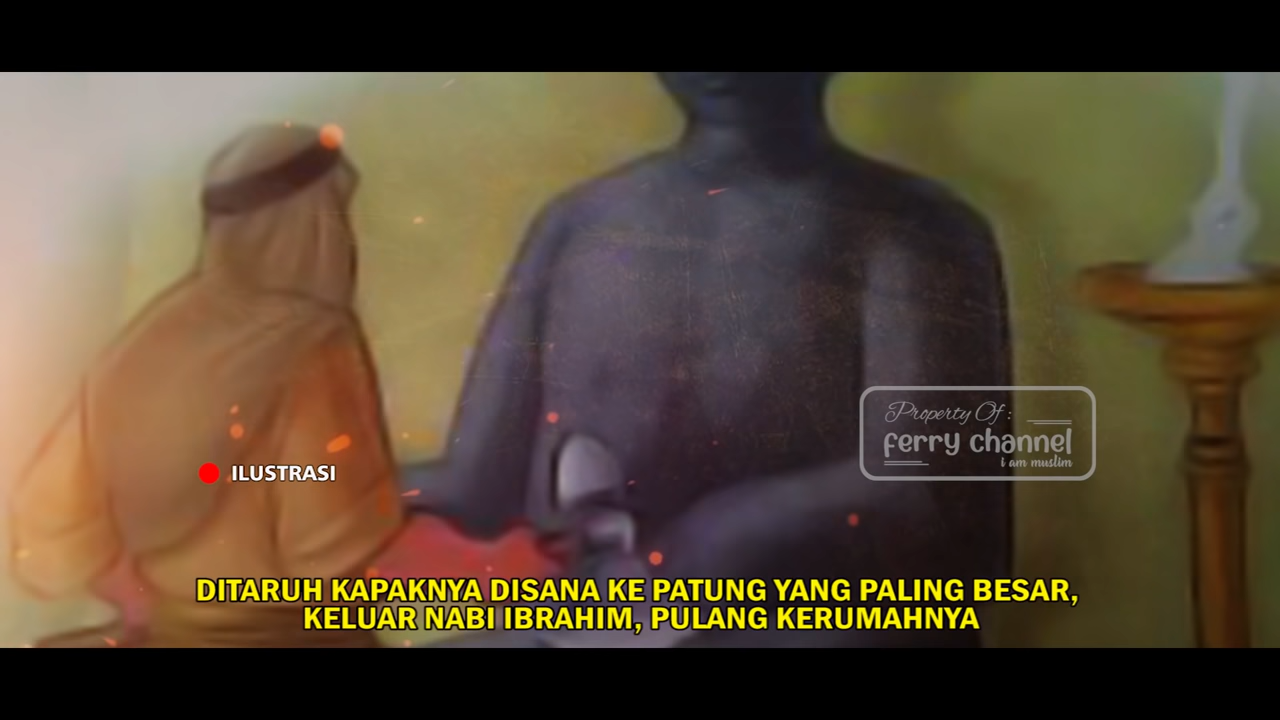 Property Of :
ferry channel
i am muslim
ILUSTRASI
DITARUH KAPAKNYA DISANA KE PATUNG YANG PALING BESAR,
KELUAR NABI IBRAHIM, PULANG KERUMAHNYA